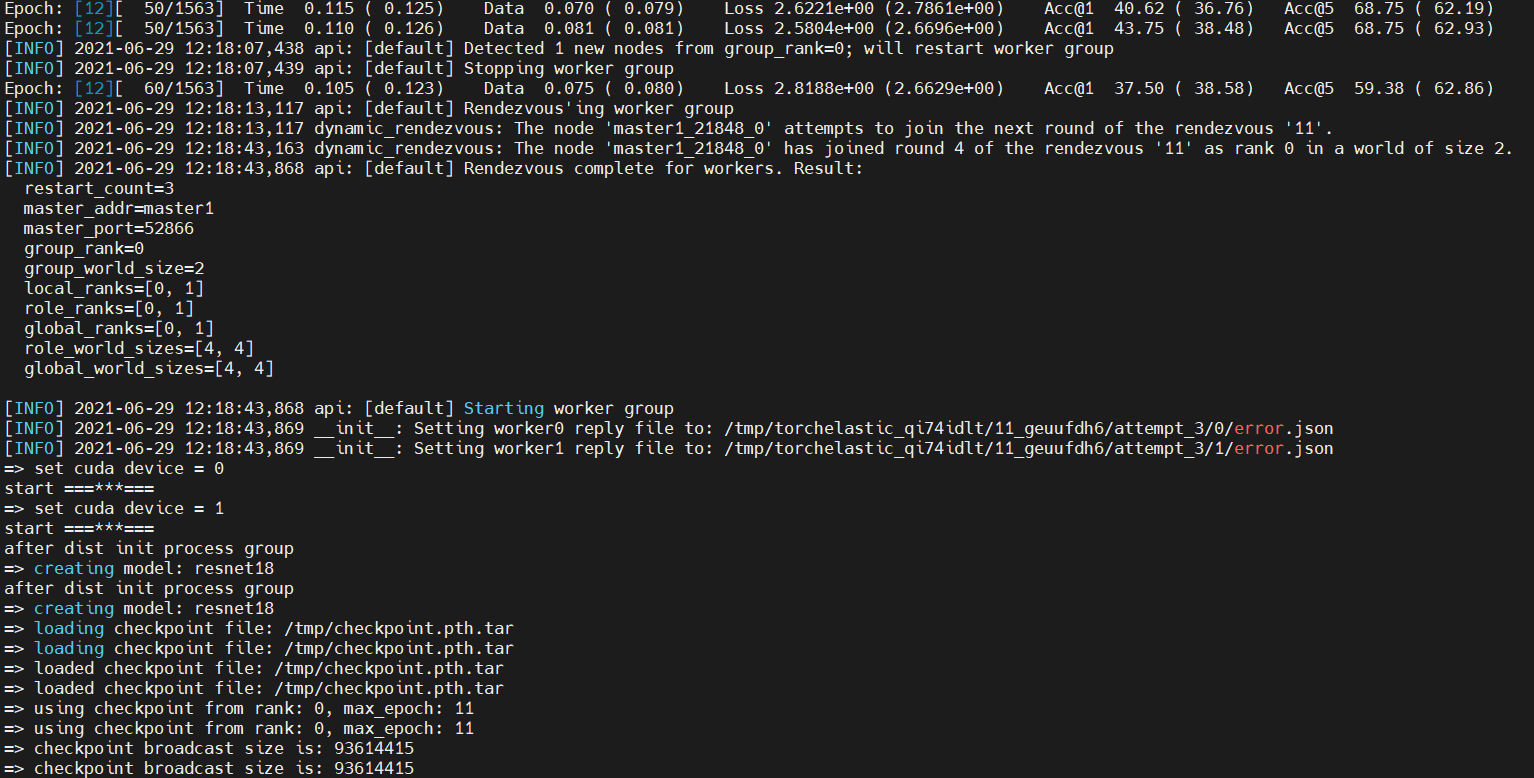 Epoch: [12][  50/1563]  Time  0.115 ( 0.125)    Data  0.070 ( 0.079)    Loss 2.6221e+00 (2.7861e+00)    Acc@1  40.62 ( 36.76)   Acc@5  68.75 ( 62.19)
Epoch: [12][  50/1563]  Time  0.110 ( 0.126)    Data  0.081 ( 0.081)    Loss 2.5804e+00 (2.6696e+00)    Acc@1  43.75 ( 38.48)   Acc@5  68.75 ( 62.93)
[INFO] 2021-06-29 12:18:07,438 api: [default] Detected 1 new nodes from group_rank=0; will restart worker group
[INFO] 2021-06-29 12:18:07,439 api: [default] Stopping worker group
Epoch: [12][  60/1563]  Time  0.105 ( 0.123)    Data  0.075 ( 0.080)    Loss 2.8188e+00 (2.6629e+00)    Acc@1  37.50 ( 38.58)   Acc@5  59.38 ( 62.86)
[INFO] 2021-06-29 12:18:13,117 api: [default] Rendezvous'ing worker group
[INFO] 2021-06-29 12:18:13,117 dynamic_rendezvous: The node 'master1_21848_0' attempts to join the next round of the rendezvous '11'.
[INFO] 2021-06-29 12:18:43,163 dynamic_rendezvous: The node 'master1_21848_0' has joined round 4 of the rendezvous '11' as rank 0 in a world of size 2.
[INFO] 2021-06-29 12:18:43,868 api: [default] Rendezvous complete for workers. Result:
  restart_count=3
  master_addr=master1
  master_port=52866
  group_rank=0
  group_world_size=2
  local_ranks=[0, 1]
  role_ranks=[0, 1]
  global_ranks=[0, 1]
  role_world_sizes=[4, 4]
  global_world_sizes=[4, 4]
[INFO] 2021-06-29 12:18:43,868 api: [default] Starting worker group
[INFO] 2021-06-29 12:18:43,869 __init__: Setting worker0 reply file to: /tmp/torchelastic_qi74idlt/11_geuufdh6/attempt_3/0/error.json
[INFO] 2021-06-29 12:18:43,869 __init__: Setting worker1 reply file to: /tmp/torchelastic_qi74idlt/11_geuufdh6/attempt_3/1/error.json
=> set cuda device = 0
start ===***===
=> set cuda device = 1
start ===***===
after dist init process group
=> creating model: resnet18
after dist init process group
=> creating model: resnet18
=> loading checkpoint file: /tmp/checkpoint.pth.tar
=> loading checkpoint file: /tmp/checkpoint.pth.tar
=> loaded checkpoint file: /tmp/checkpoint.pth.tar
=> loaded checkpoint file: /tmp/checkpoint.pth.tar
=> using checkpoint from rank: 0, max_epoch: 11
=> using checkpoint from rank: 0, max_epoch: 11
=> checkpoint broadcast size is: 93614415
=> checkpoint broadcast size is: 93614415